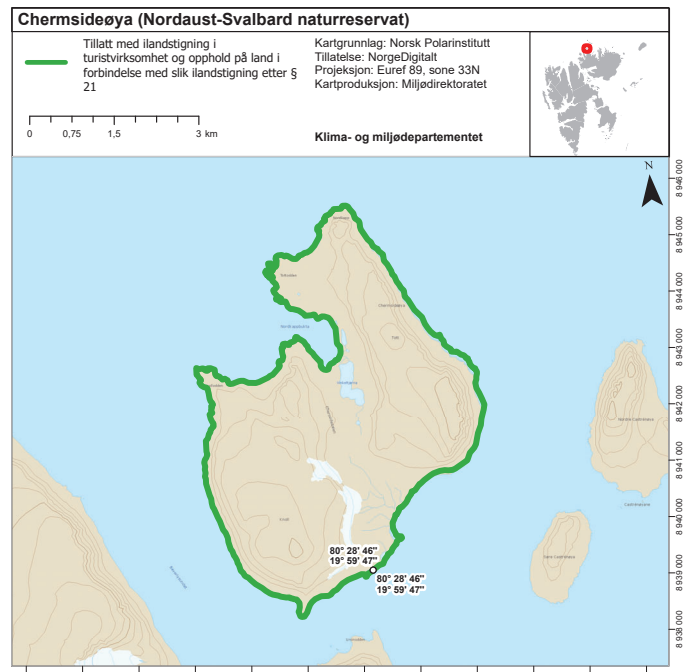 Chermsideøya (Nordaust-Svalbard naturreservat)
Tillatt med ilandstigning i
turistvirksomhet og opphold på land i
forbindelse med slik ilandstigning etter §
21
Kartgrunnlag: Norsk Polarinstitutt
Tillatelse: NorgeDigitalt
Projeksjon: Euref 89, sone 33N
Kartproduksjon: Miljødirektoratet
0 0,75 1,5 3 km
Klima- og miljødepartementet
N
8 946 000
8 945 000
8 944 000
Chermsideøya
8 943 000
8 942 000
8 941 000
8 940 000
80° 28' 46"
19° 59' 47"
80° 28' 46"
19° 59' 47"
8 939 000
8 938 000